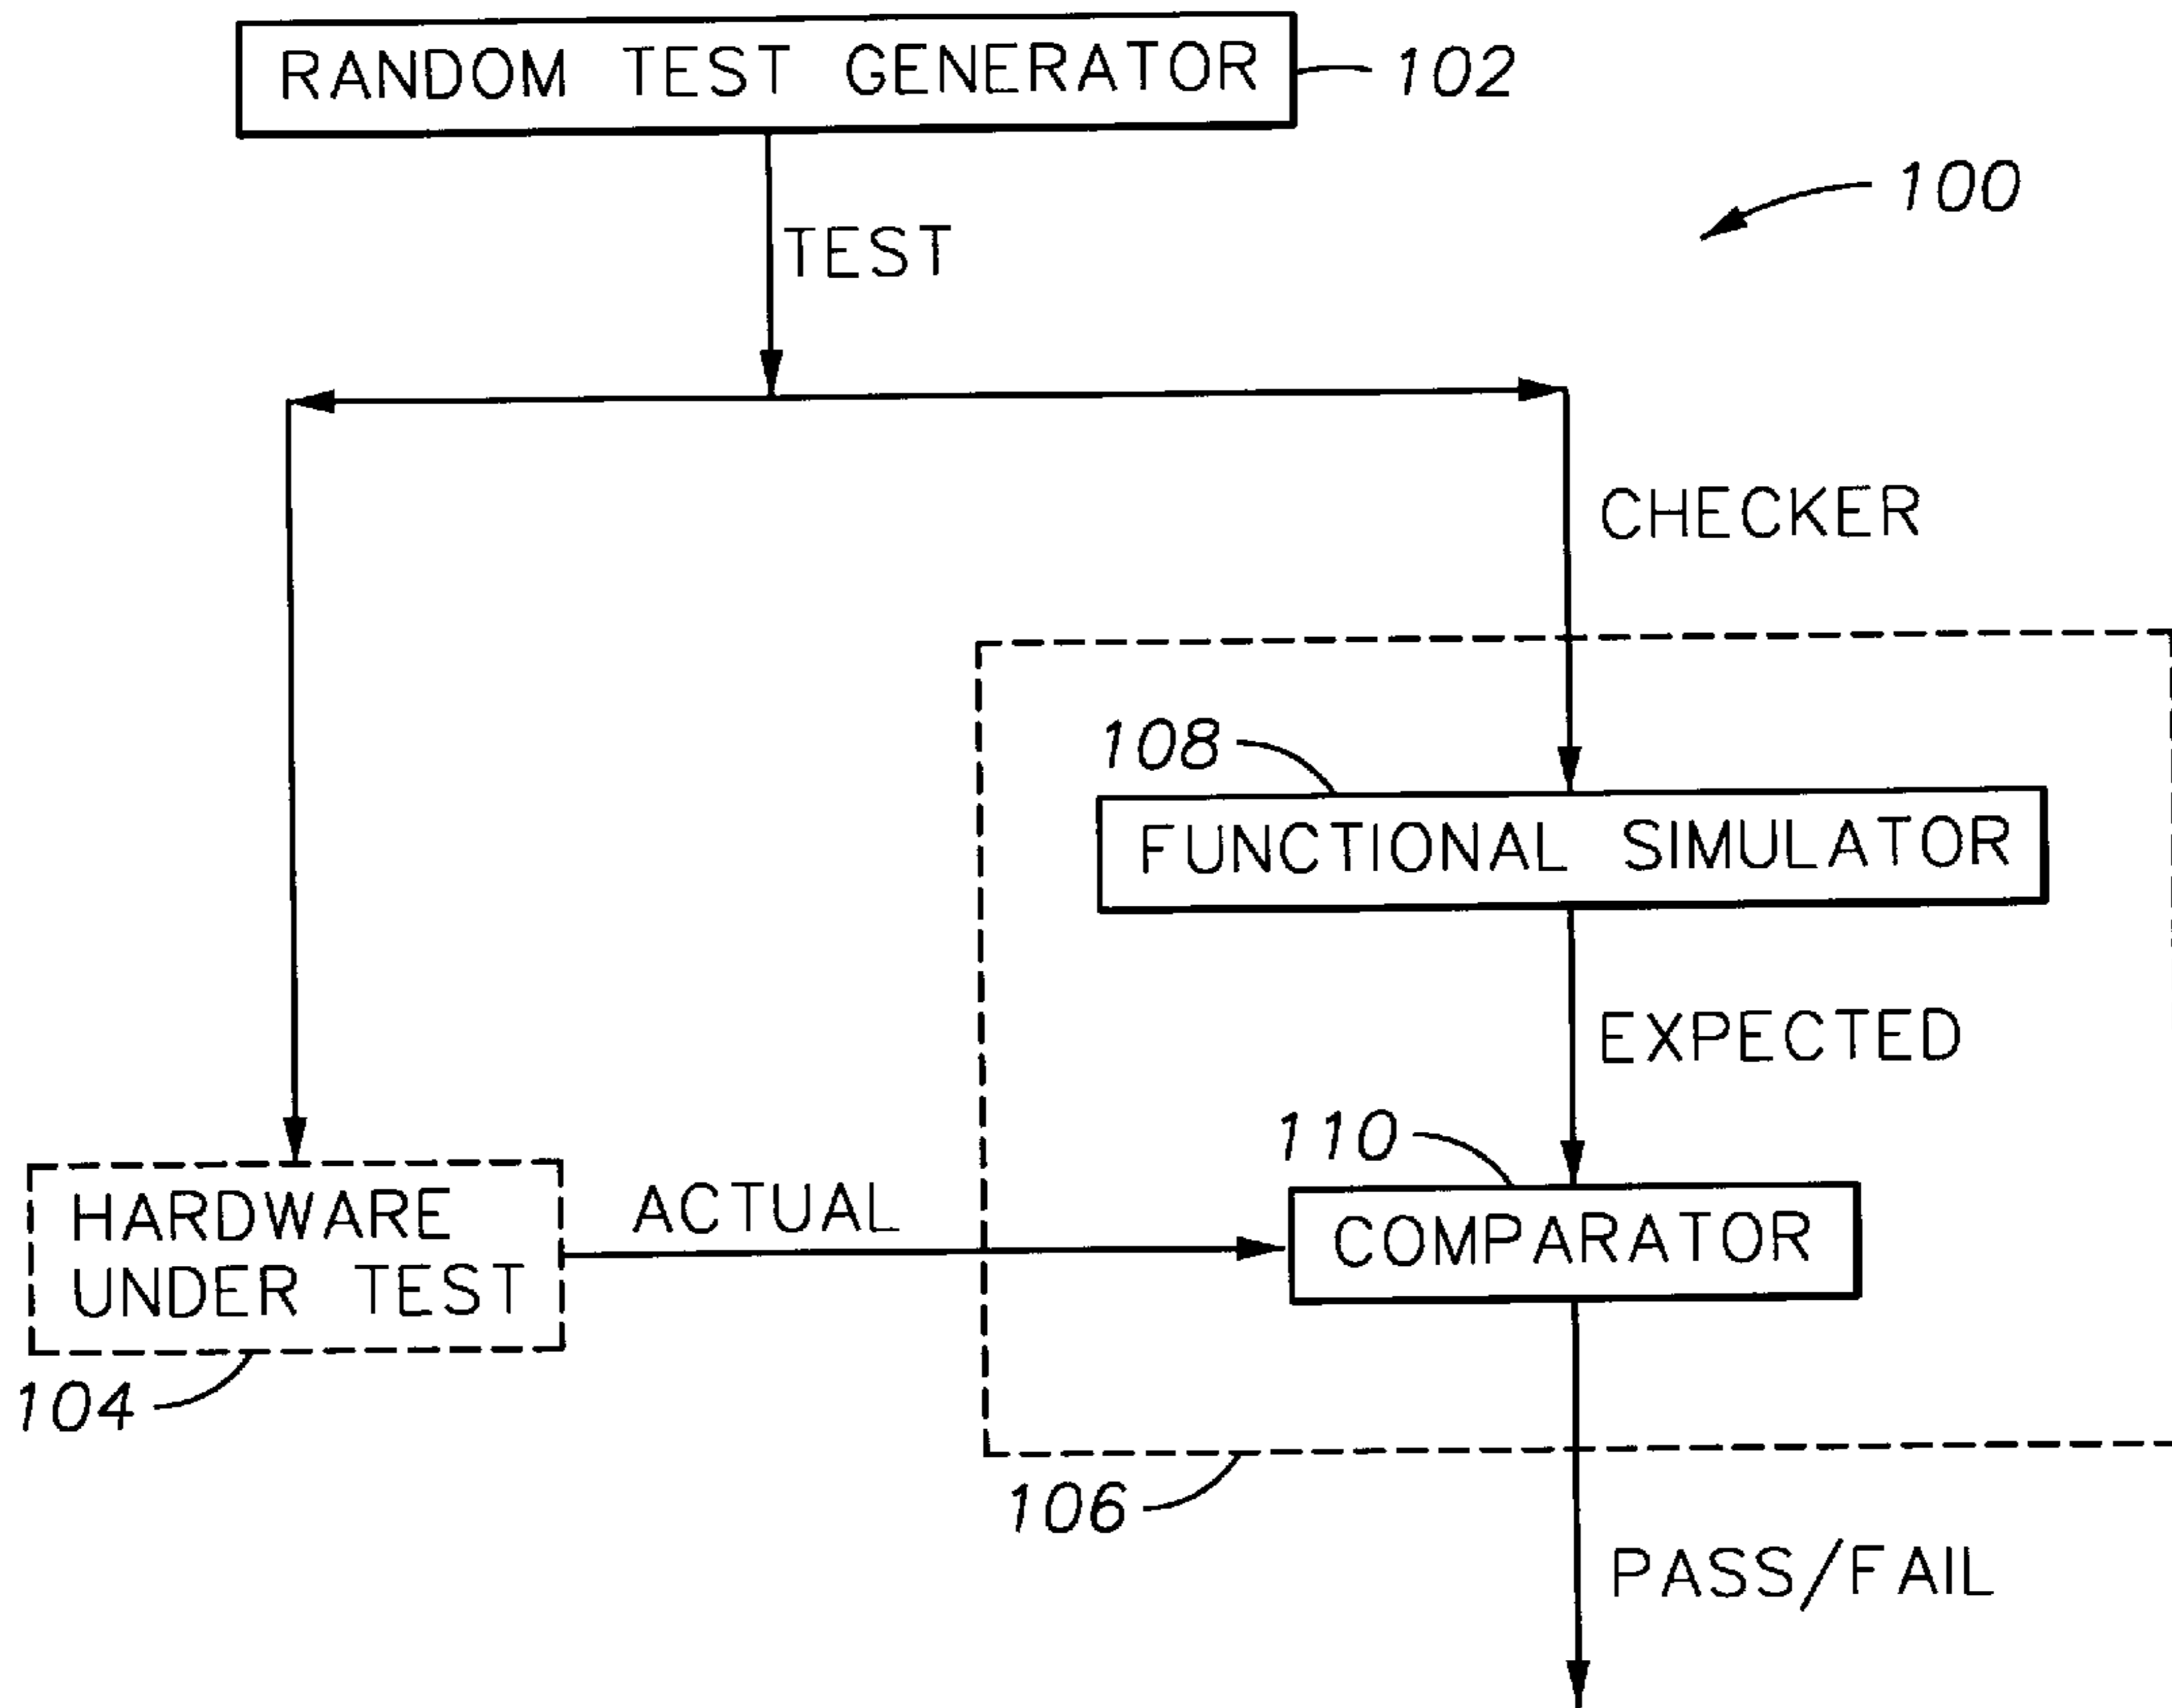 RANDOM TEST GENERATOR
102
100
TEST
CHECKER
108
FUNCTIONAL SIMULATOR
EXPECTED
110
HARDWARE
UNDER TEST
ACTUAL
COMPARATOR
104
106
PASS/FAIL